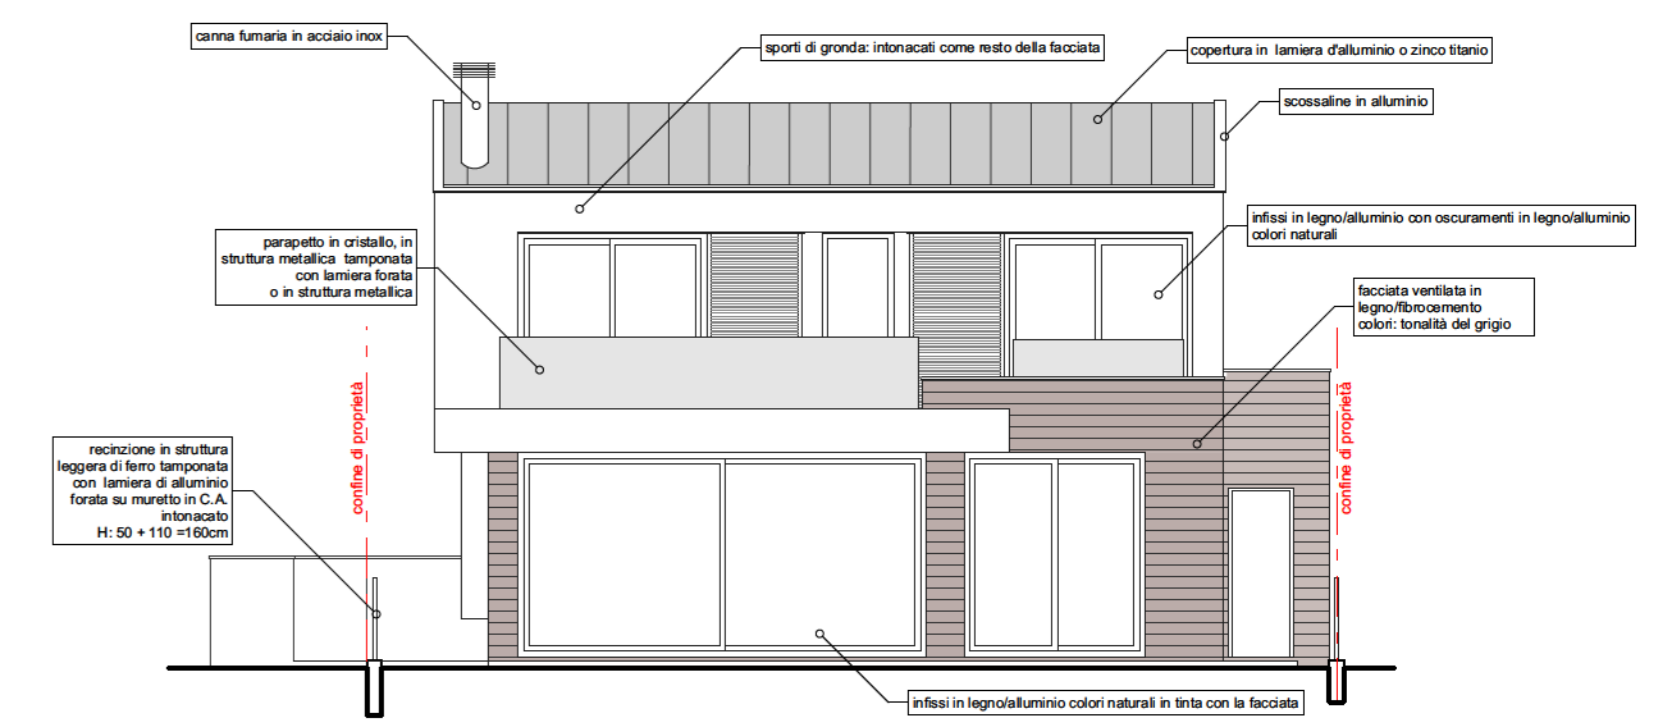 canna fumaria in acciaio inox
sporti di gronda: intonacati come resto della facciata
copertura in lamiera d'alluminio o zinco titanio
scossaline in alluminio
infissi in legno/alluminio con oscuramenti in legno/alluminio
colori naturali
parapetto in cristallo, in
struttura metallica tamponata
con lamiera forata
o in struttura metallica
facciata ventilata in
legno/fibrocemento
colori: tonalità del grigio
confine di proprietà
confine di proprietà
recinzione in struttura
leggera di ferro tamponata
con lamiera di alluminio
forata su muretto in C.A.
intonacato
H: 50 + 110 =160cm
infissi in legno/alluminio colori naturali in tinta con la facciata